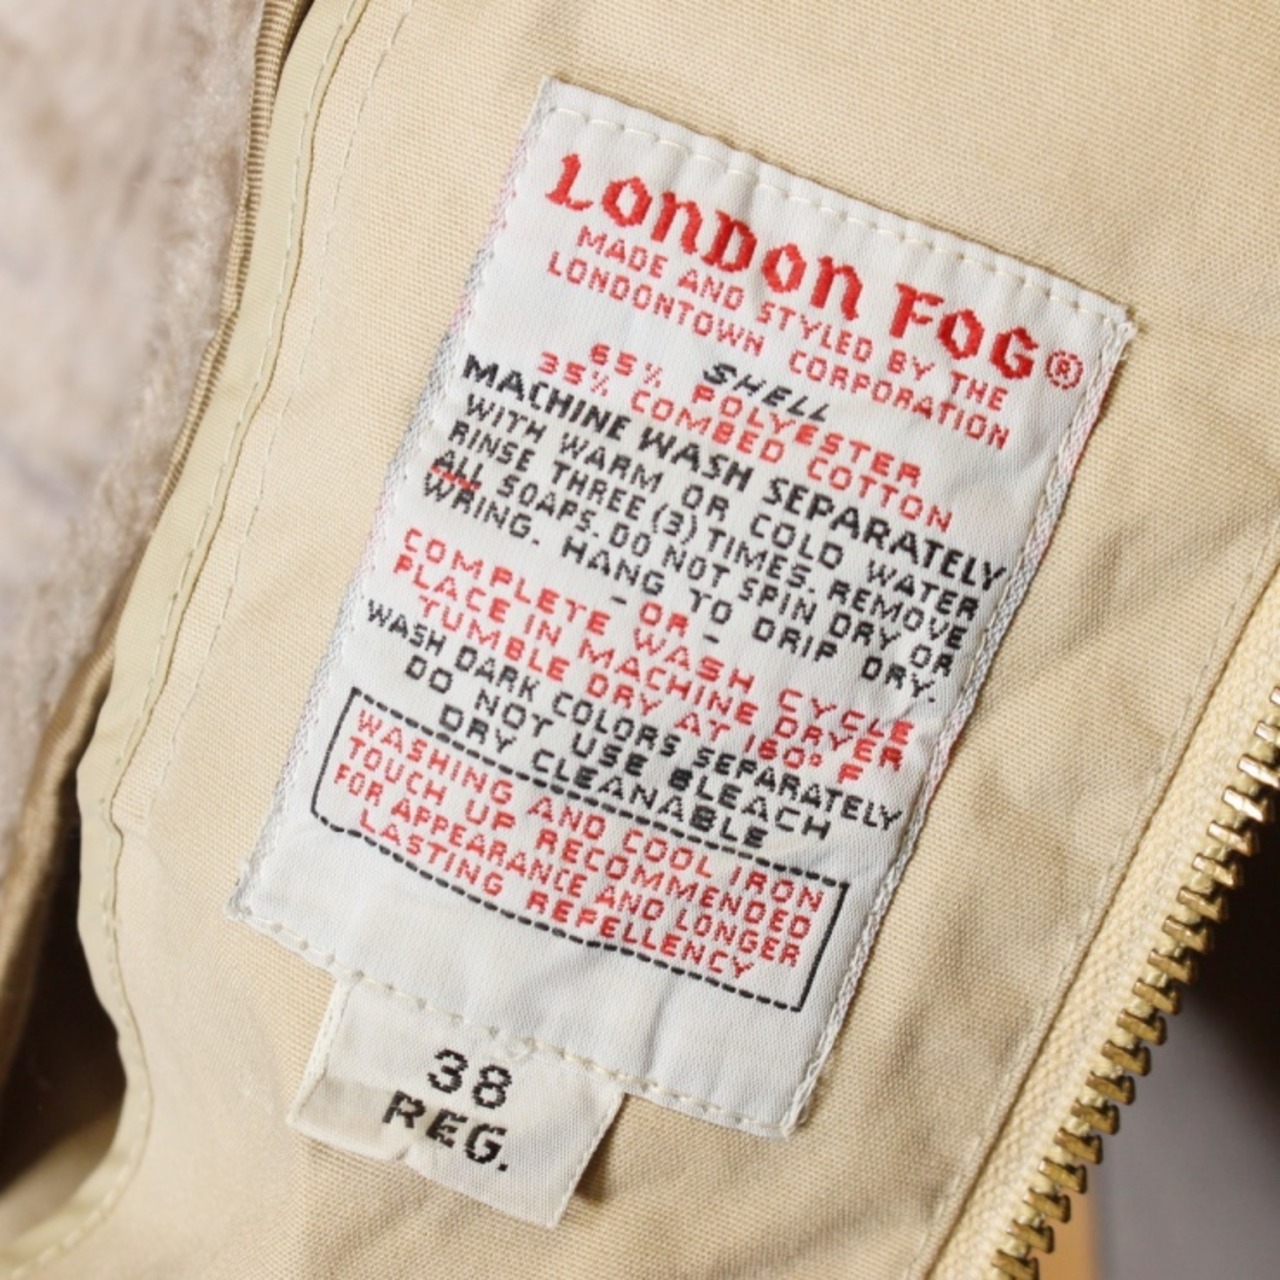 LONDON FOG®
MADE AND STYLED BY THE
LONDONTOWN CORPORATION
SHELL
65% POLYESTER
35% COMBED COTTON
MACHINE WASH SEPARATELY
WITH WARM OR COLD WATER
RINSE THREE (3) TIMES. REMOVE
ALL SOAPS. DO NOT SPIN DRY OR
WRING. HANG TO DRIP DRY.
- OR -
COMPLETE WASH CYCLE
PLACE IN MACHINE DRYER
TUMBLE DRY AT 160° F
WASH DARK COLORS SEPARATELY
DO NOT USE BLEACH
DRY CLEANABLE
WASHING AND COOL IRON
TOUCH UP RECOMMENDED
FOR APPEARANCE AND LONGER
LASTING REPELLENCY
38
REG.